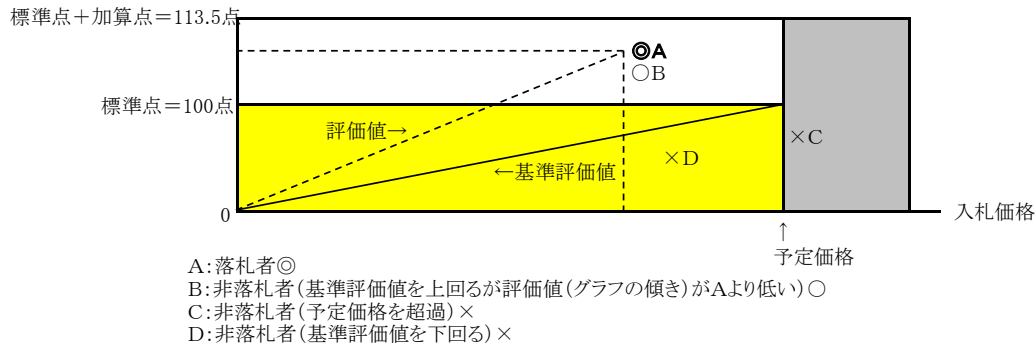 標準点＋加算点＝113.5点
◎A
○B
標準点＝100点
評価値→
×C
×D
←基準評価値
0
入札価格
↑
予定価格
A:落札者◎
B:非落札者(基準評価値を上回るが評価値(グラフの傾き)がAより低い)○
C:非落札者(予定価格を超過)×
D:非落札者(基準評価値を下回る)×